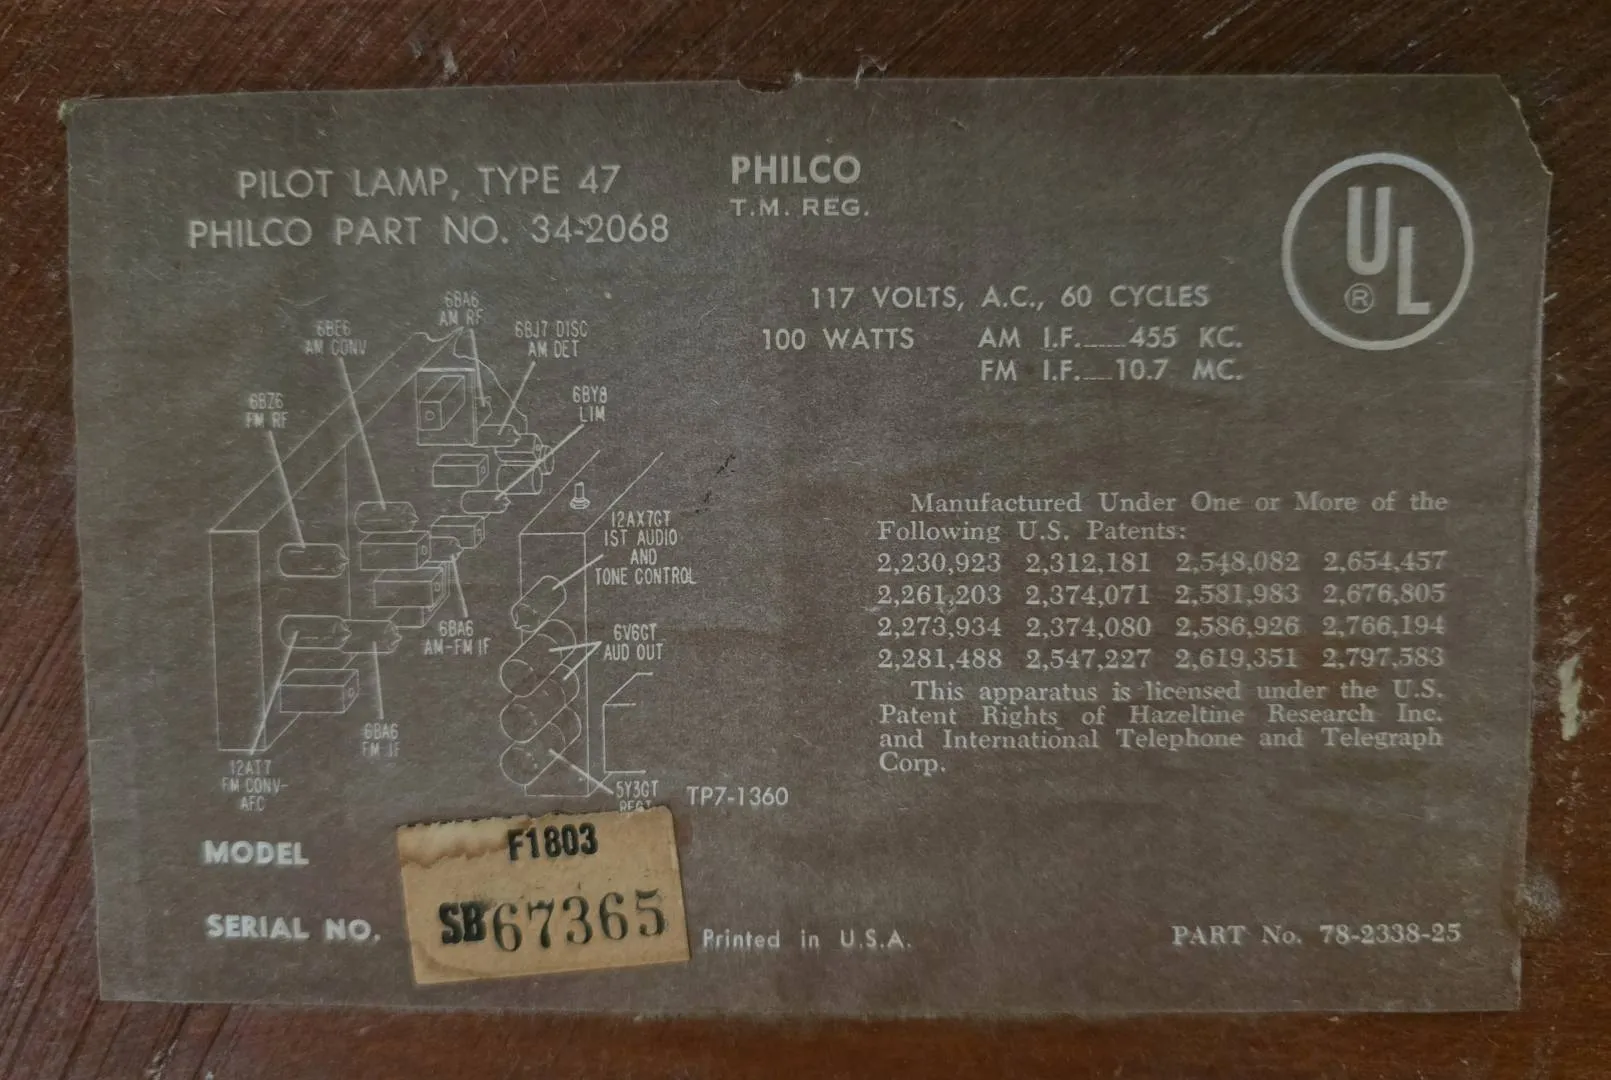 PILOT LAMP, TYPE 47
PHILCO PART NO. 34-2068
PHILCO
T.M. REG.
UL
®
117 VOLTS, A.C., 60 CYCLES
100 WATTS AM I.F.....455 KC.
FM I.F.....10.7 MC.
6BA6
AM RF
6BE6
AM CONV
6BJ7 DISC
AM DET
6BZ6
FM RF
6BY8
LIM
12AX7GT
1ST AUDIO
AND
TONE CONTROL
6BA6
AM-FM IF
6V6GT
AUD OUT
6BA6
FM IF
12AT7
FM CONV-
AFC
5Y3GT
RECT
TP7-1360
Manufactured Under One or More of the
Following U.S. Patents:
2,230,923 2,312,181 2,548,082 2,654,457
2,261,203 2,374,071 2,581,983 2,676,805
2,273,934 2,374,080 2,586,926 2,766,194
2,281,488 2,547,227 2,619,351 2,797,583
This apparatus is licensed under the U.S.
Patent Rights of Hazeltine Research Inc.
and International Telephone and Telegraph
Corp.
MODEL F1803
SERIAL NO. SB67365
Printed in U.S.A.
PART No. 78-2338-25